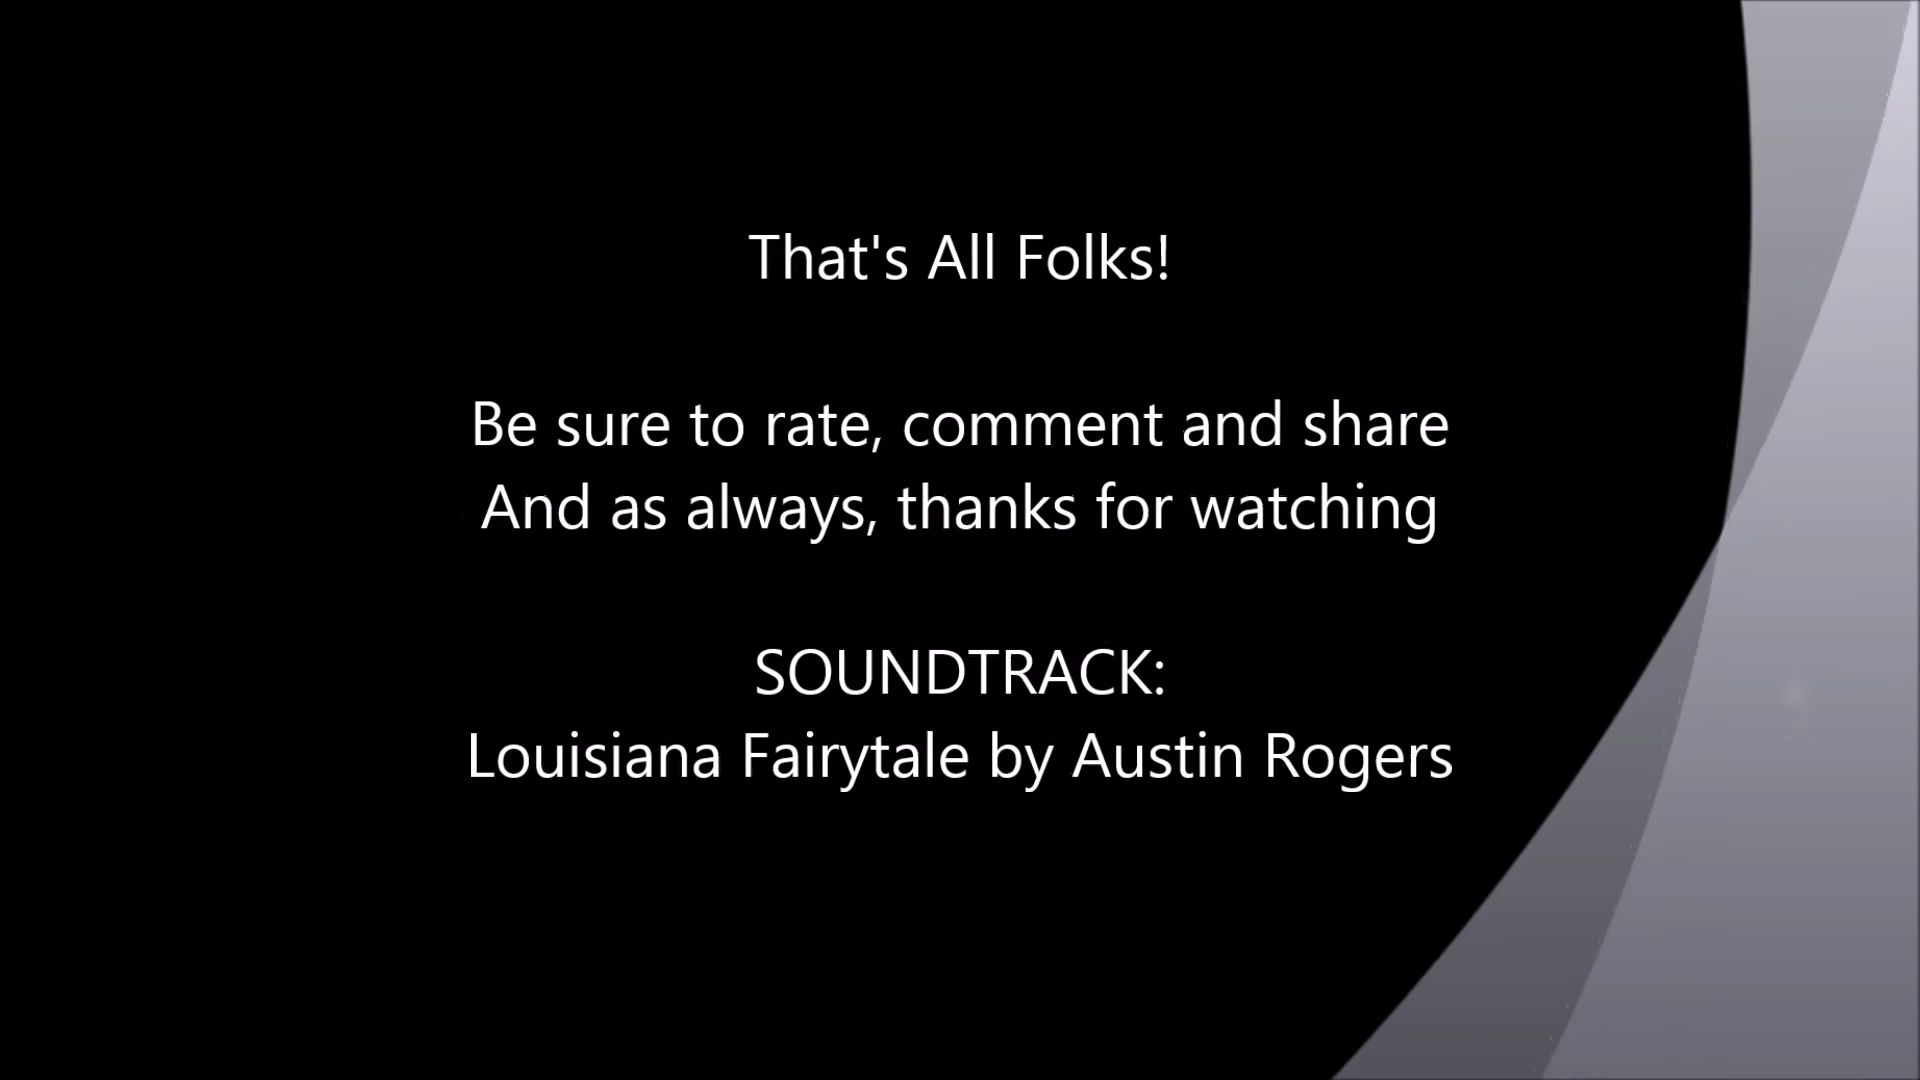 That's All Folks!
Be sure to rate, comment and share
And as always, thanks for watching
SOUNDTRACK:
Louisiana Fairytale by Austin Rogers